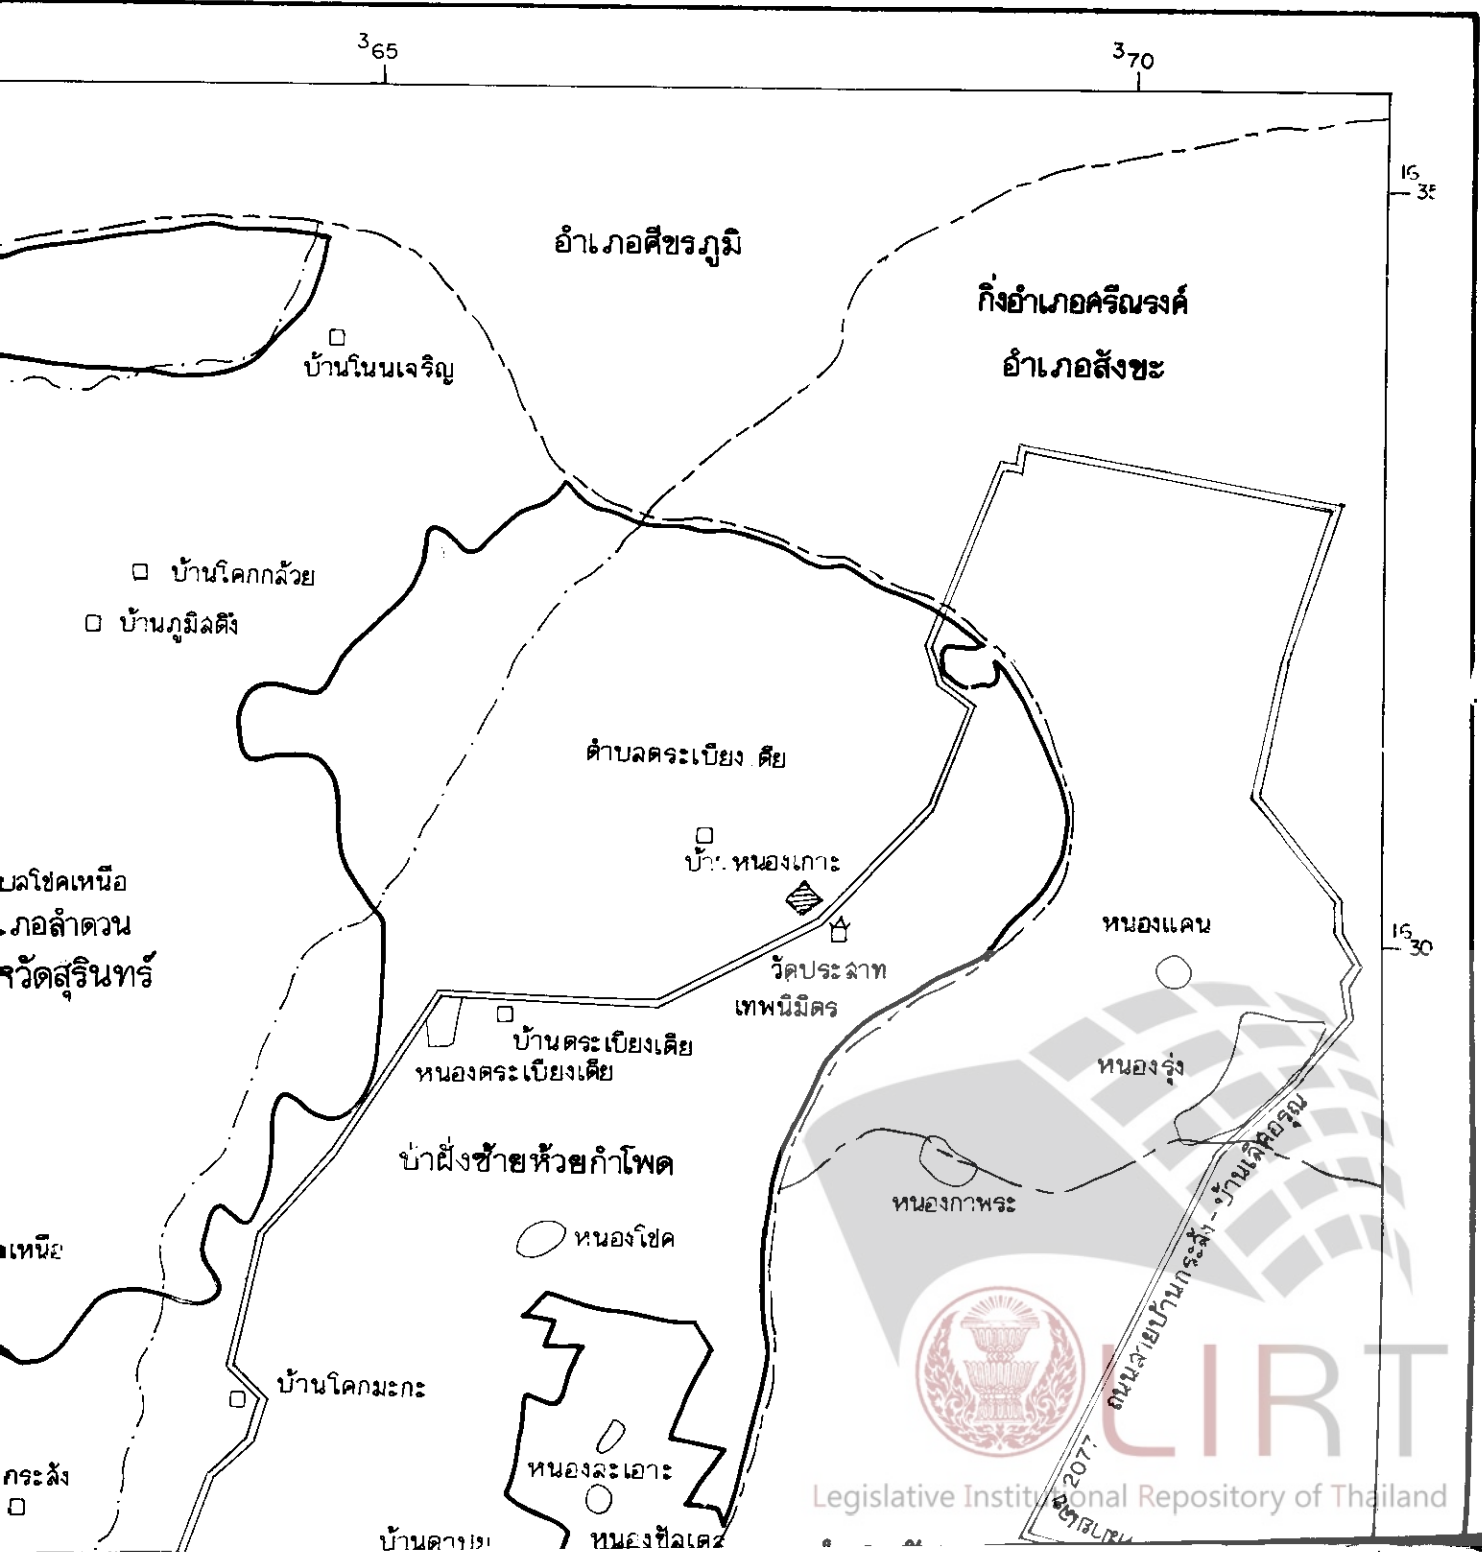 365
370
16
35
อำเภอศีขรภูมิ
กิ่งอำเภอศรีณรงค์
อำเภอสังขะ
บ้านโนนเจริญ
บ้านโคกกล้วย
บ้านภูมิสตึง
ตำบลตระเปียงเตีย
หนองเกาะ
บลโชคเหนือ
ภอลำดวน
หวัดสุรินทร์
หนองแคน
16
30
วัดประสาท
เทพนิมิตร
บ้านตระเปียงเตีย
หนองตระเปียงเตีย
หนองรุ่ง
ป่าฝั่งซ้ายห้วยกำโพด
หนองกาพระ
หนองโชค
เหนือ
ถนนสายบ้านกระสัง - บ้านเลิศอรุณ
บ้านโคกมะกะ
2077
หนองละเอาะ
กระสัง
LIRT
Legislative Institutional Repository of Thailand